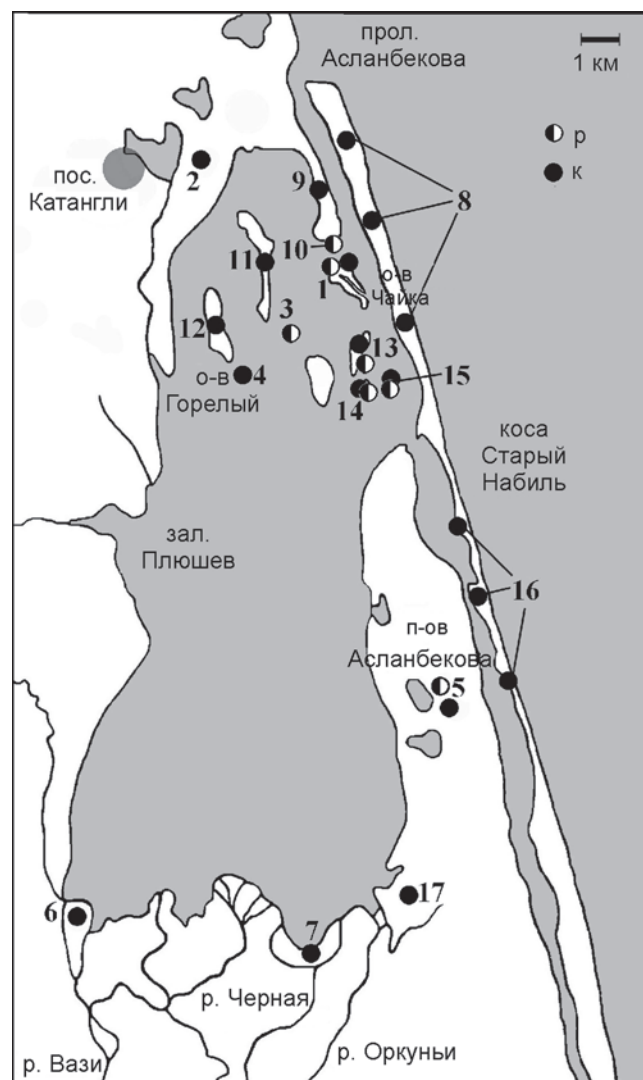 прол.
Асланбекова
1 км
р
к
пос.
Катангли
2
9
8
10
11
1
о-в
Чайка
3
12
13
4
о-в
Горелый
15
14
коса
Старый
Набиль
зал.
Плюшев
16
п-ов
Асланбекова
5
17
6
7
р. Черная
р. Вази
р. Оркуньи